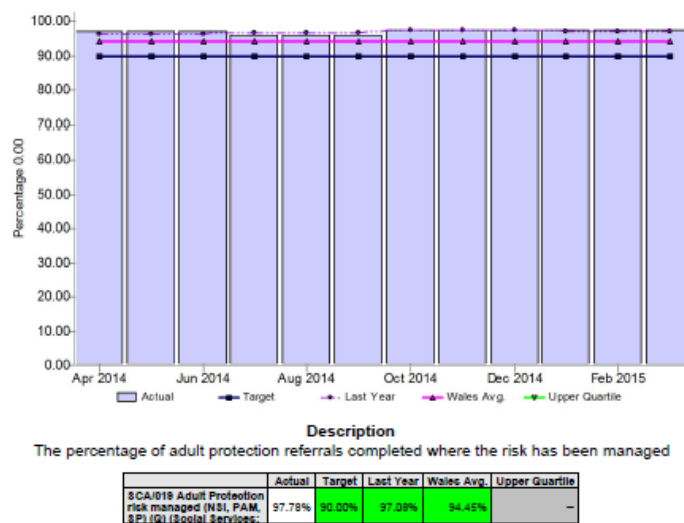 100.00
90.00
80.00
70.00
60.00
50.00
40.00
30.00
20.00
10.00
0.00
Percentage 0.00
Apr 2014 Jun 2014 Aug 2014 Oct 2014 Dec 2014 Feb 2015
Actual Target Last Year Wales Avg. Upper Quartile
Description
The percentage of adult protection referrals completed where the risk has been managed
Actual Target Last Year Wales Avg. Upper Quartile
SCA/019 Adult Protection
risk managed (NSI, PAM, 97.78% 90.00% 97.08% 94.45% –
SP) (Q) (Social Services: